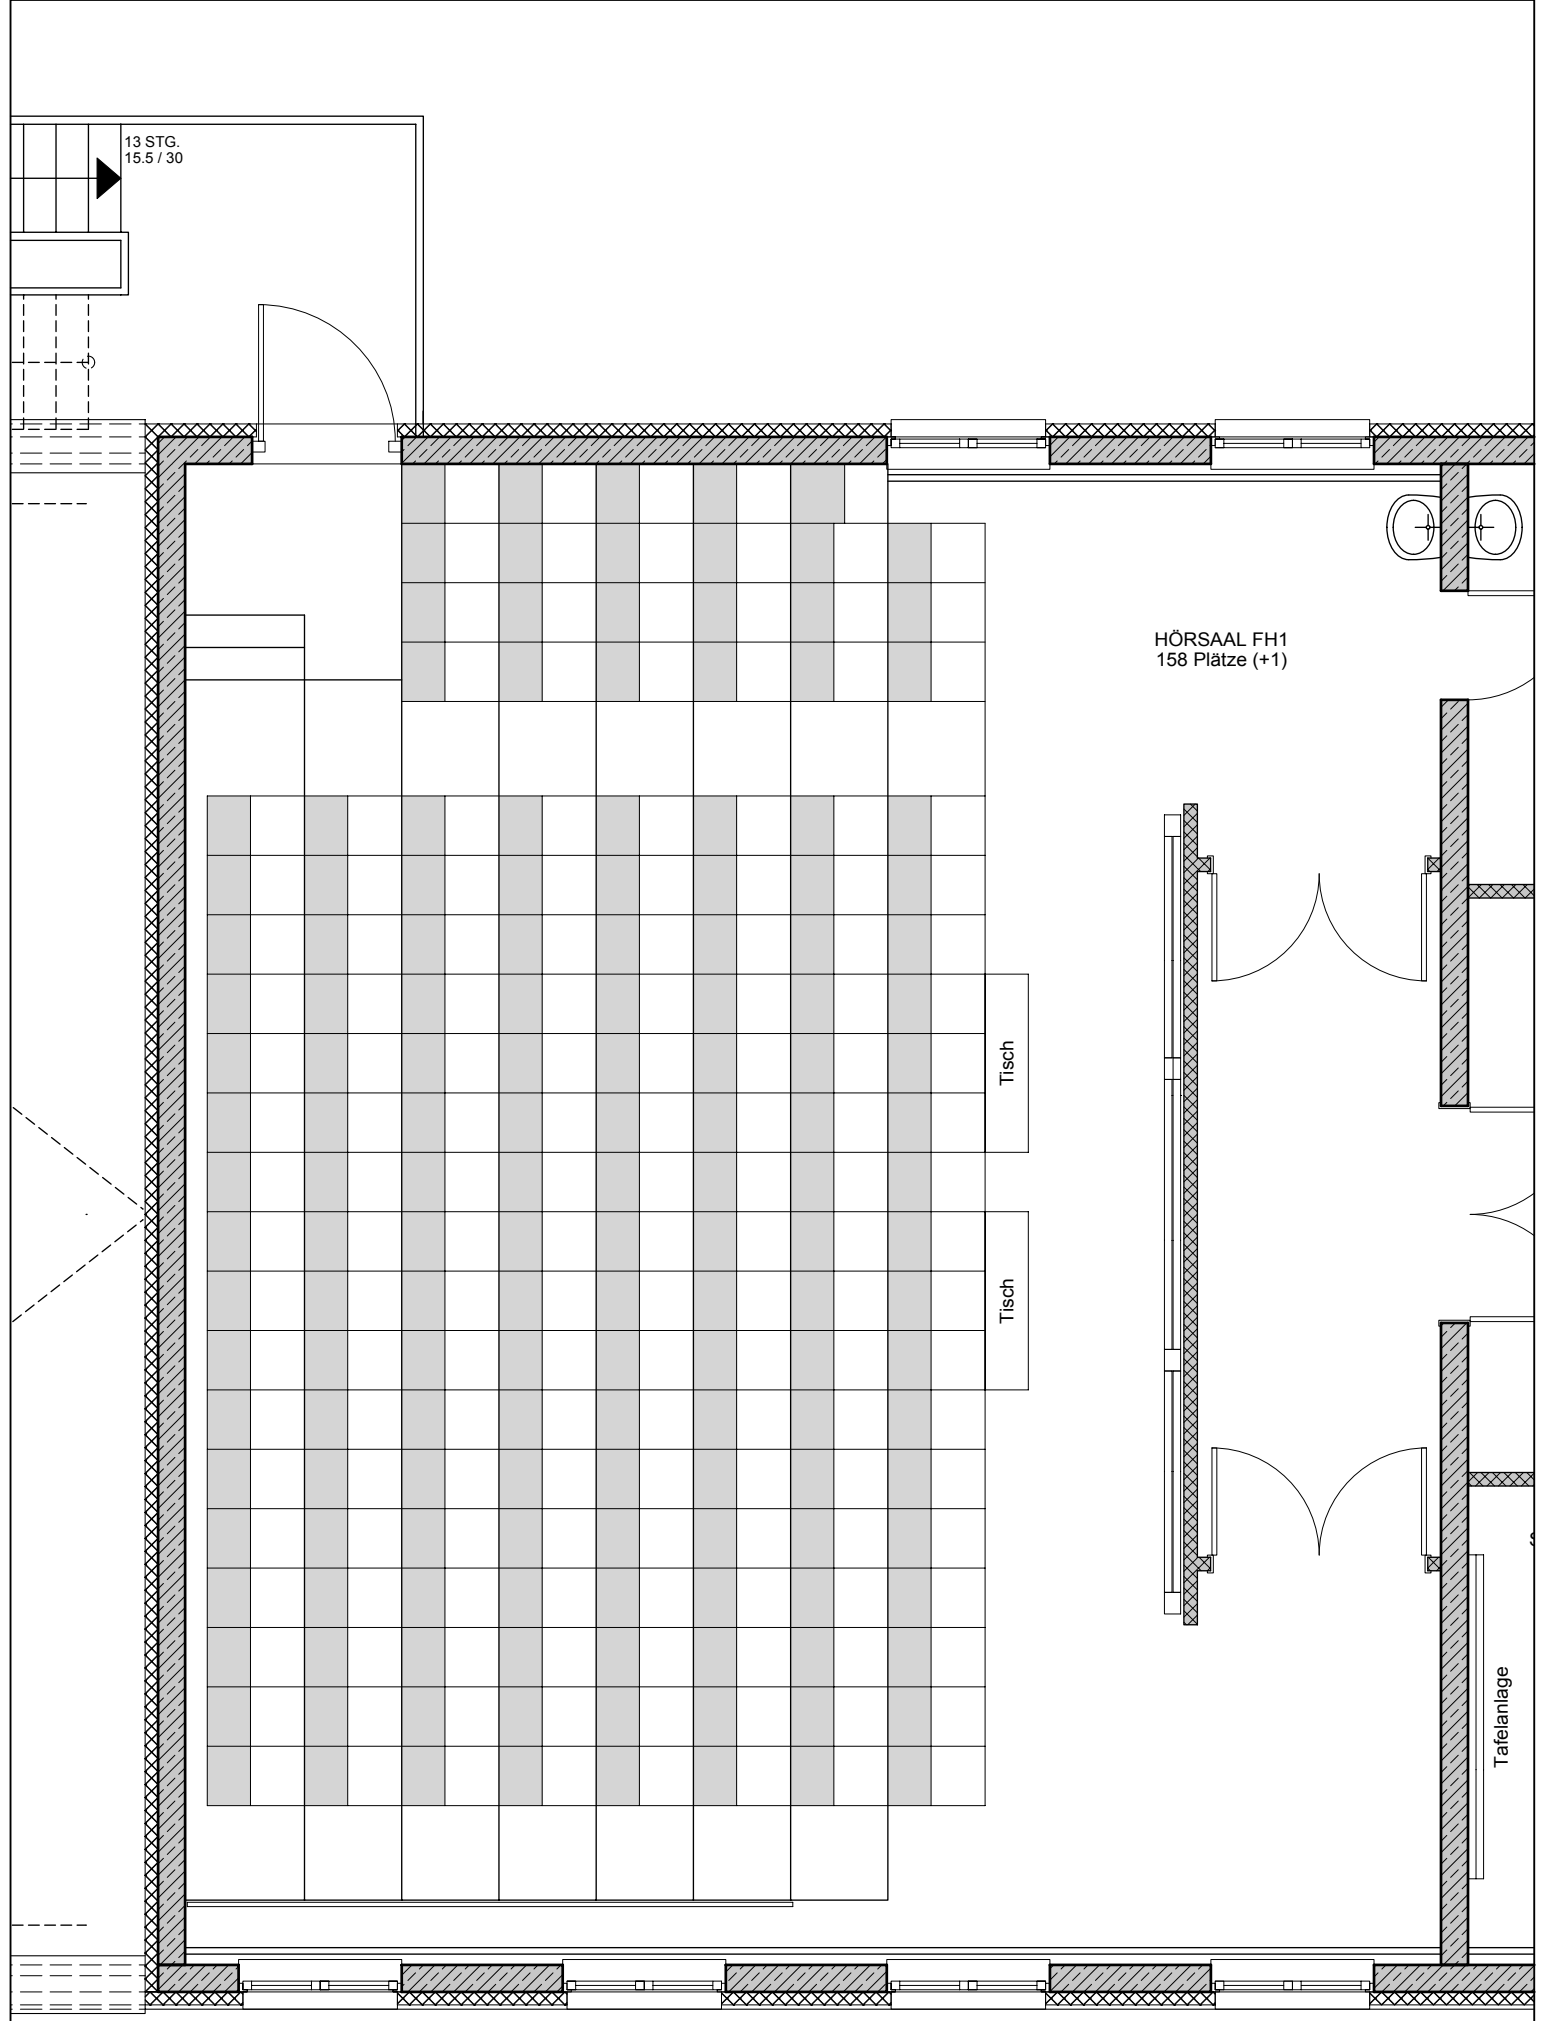 13 STG.
15.5 / 30
HÖRSAAL FH1
158 Plätze (+1)
Tisch
Tisch
Tafelanlage